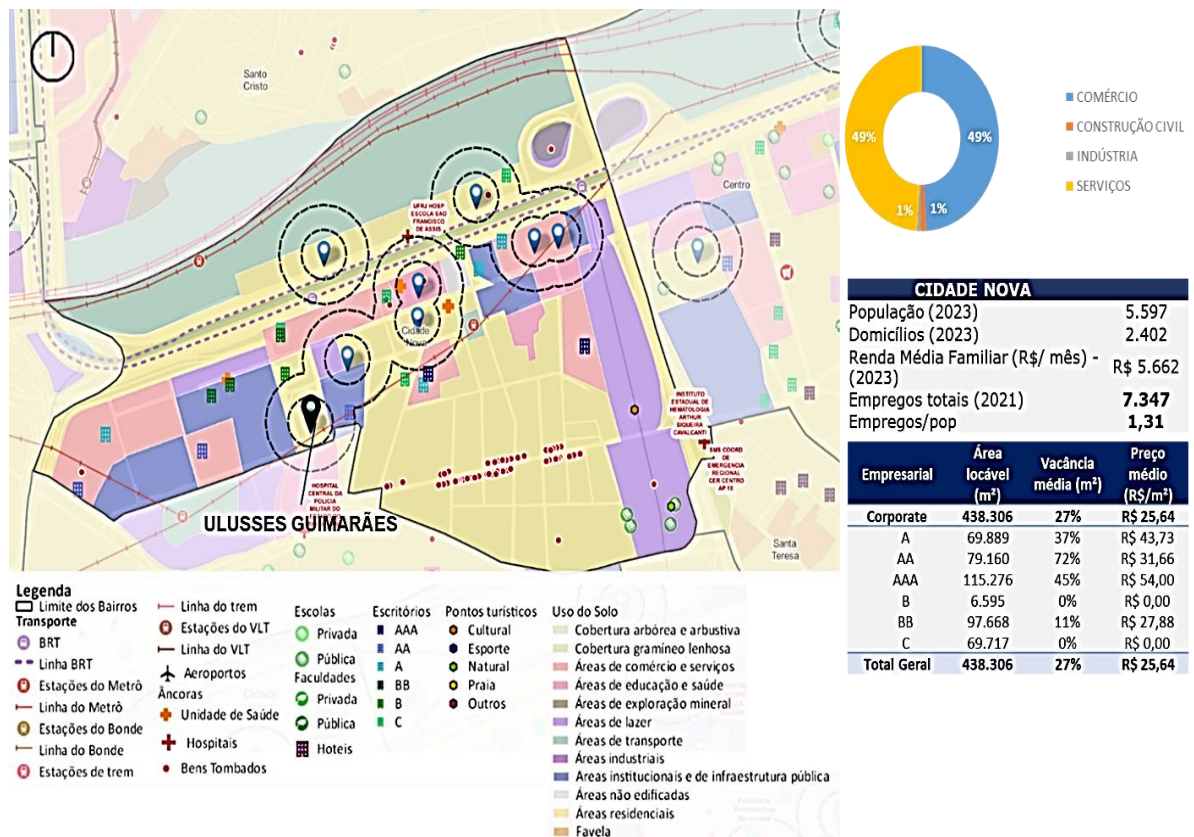 Santo
Cristo
Centro
UFRJ HOSP
ESCOLA SAO
FRANCISCO
DE ASSIS
Cidade
Nova
INSTITUTO
ESTADUAL DE
HEMATOLOGIA
ARTHUR
SIQUEIRA
CAVALCANTI
SMS COORD
DE
EMERGENCIA
REGIONAL
CER CENTRO
AP 10
HOSPITAL
CENTRAL DA
POLICIA
MILITAR DO
ULUSSES GUIMARÃES
Santa
Teresa
Legenda
Limite dos Bairros
Transporte
BRT
Linha BRT
Estações do Metrô
Linha do Metrô
Estações do Bonde
Linha do Bonde
Estações de trem
Linha do trem
Estações do VLT
Linha do VLT
Aeroportos
Âncoras
Unidade de Saúde
Hospitais
Bens Tombados
Escolas
Privada
Pública
Faculdades
Privada
Pública
Hoteis
Escritórios
AAA
AA
A
BB
B
C
Pontos turisticos
Cultural
Esporte
Natural
Praia
Outros
Uso do Solo
Cobertura arbórea e arbustiva
Cobertura gramíneo lenhosa
Áreas de comércio e serviços
Áreas de educação e saúde
Áreas de exploração mineral
Áreas de lazer
Áreas de transporte
Áreas industriais
Áreas institucionais e de infraestrutura pública
Áreas não edificadas
Áreas residenciais
Favela
49%
49%
1%
1%
COMÉRCIO
CONSTRUÇÃO CIVIL
INDÚSTRIA
SERVIÇOS
CIDADE NOVA
População (2023) 5.597
Domicílios (2023) 2.402
Renda Média Familiar (R$/ mês) -
(2023) R$ 5.662
Empregos totais (2021) 7.347
Empregos/pop 1,31
Empresarial Área locável (m²) Vacância média (m²) Preço médio (R$/m²)
Corporate 438.306 27% R$ 25,64
A 69.889 37% R$ 43,73
AA 79.160 72% R$ 31,66
AAA 115.276 45% R$ 54,00
B 6.595 0% R$ 0,00
BB 97.668 11% R$ 27,88
C 69.717 0% R$ 0,00
Total Geral 438.306 27% R$ 25,64